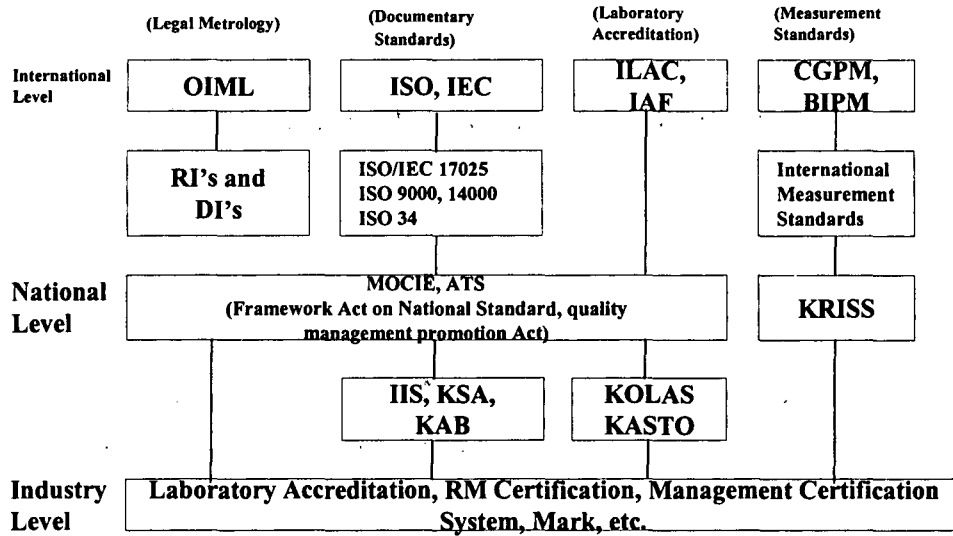 (Legal Metrology)
(Documentary
Standards)
(Laboratory
Accreditation)
(Measurement
Standards)
International
Level
OIML
ISO, IEC
ILAC,
IAF
CGPM,
BIPM
RI's and
DI's
ISO/IEC 17025
ISO 9000, 14000
ISO 34
International
Measurement
Standards
National
Level
MOCIE, ATS
(Framework Act on National Standard, quality
management promotion Act)
KRISS
IIS, KSA,
KAB
KOLAS
KASTO
Industry
Level
Laboratory Accreditation, RM Certification, Management Certification
System, Mark, etc.